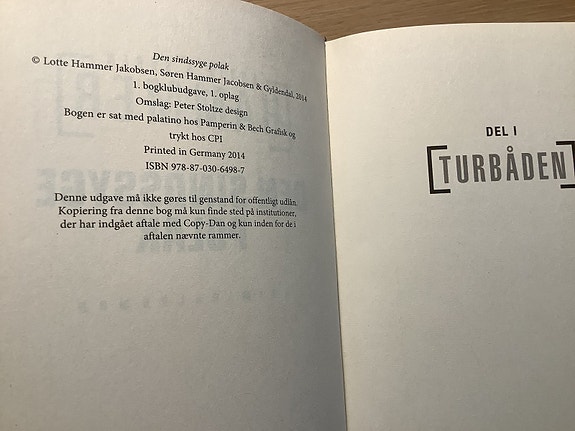 Den sindssyge polak
© Lotte Hammer Jakobsen, Søren Hammer Jacobsen & Gyldendal, 2014
1. bogklubudgave, 1. oplag
Omslag: Peter Stoltze design
Bogen er sat med palatino hos Pamperin & Bech Grafisk og
trykt hos CPI
Printed in Germany 2014
ISBN 978-87-030-6498-7
Denne udgave må ikke gøres til genstand for offentligt udlån.
Kopiering fra denne bog må kun finde sted på institutioner,
der har indgået aftale med Copy-Dan og kun inden for de i
aftalen nævnte rammer.
DEL I
[TURBÅDEN]